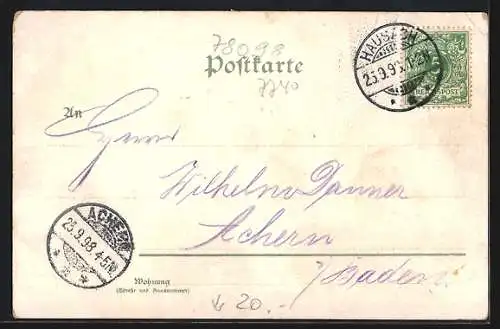 78098
Postkarte
7740
HAUSACH
25.9.98
5
REICHSPOST
An
Herrn
Wilhelm Danner
Achern
ACHERN
25.9.98 4-5N
i/Baden
Wohnung
(Straße und Hausnummer)
20.-